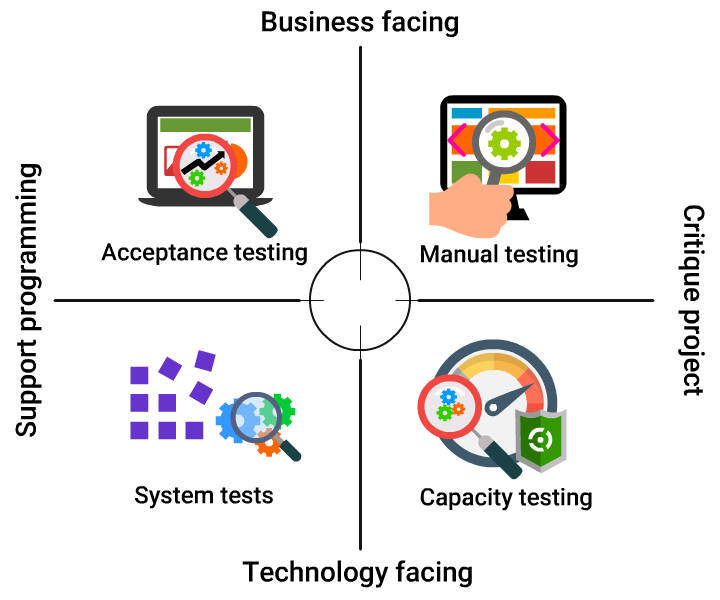 Business facing
Support programming
Acceptance testing
Manual testing
Critique project
System tests
Capacity testing
Technology facing